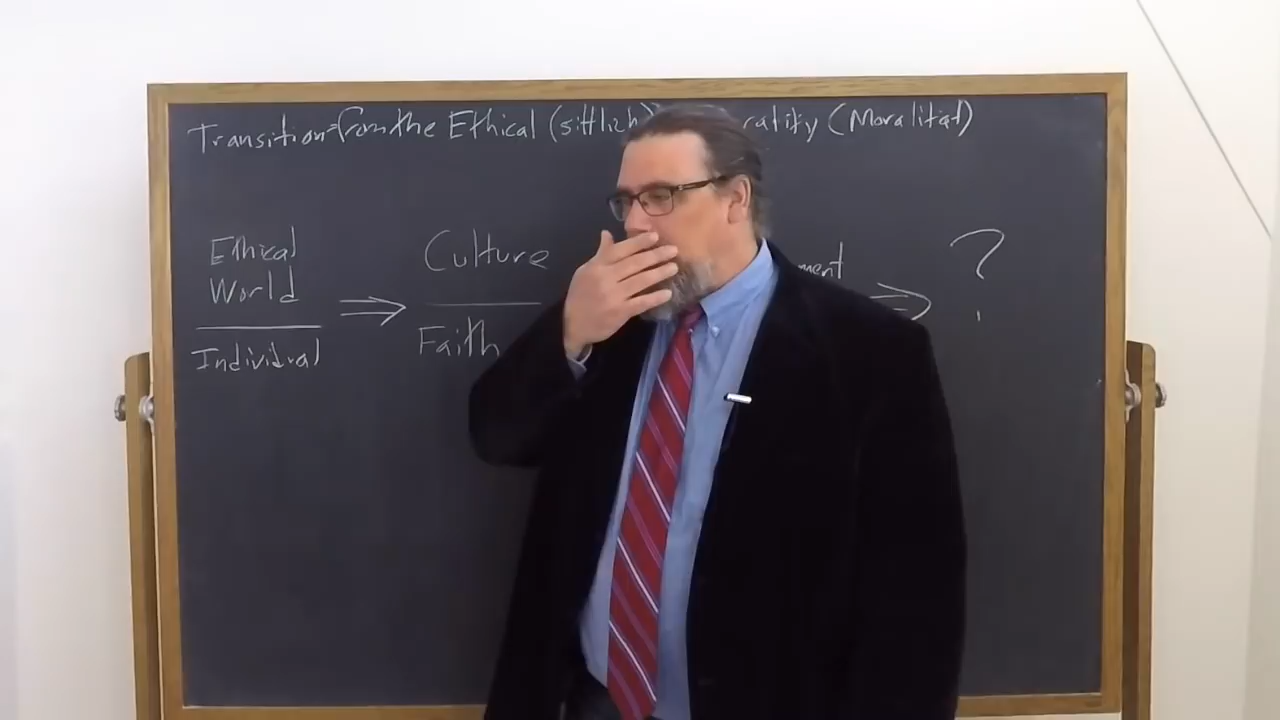 Transition from the Ethical (sittlich) rality (Moralität)
Ethical
World
Individual
⇒
Culture
Faith
ment
⇒
?